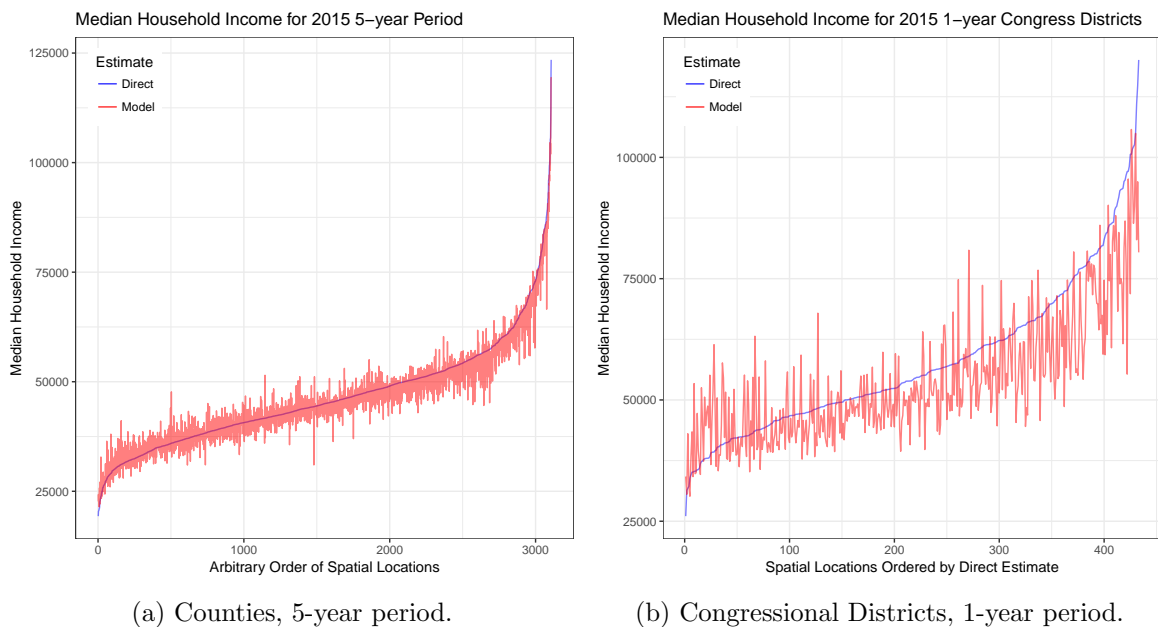 Median Household Income for 2015 5−year Period
Estimate
Direct
Model
Median Household Income
125000
100000
75000
50000
25000
0
1000
2000
3000
Arbitrary Order of Spatial Locations
(a) Counties, 5-year period.
Median Household Income for 2015 1−year Congress Districts
Estimate
Direct
Model
Median Household Income
100000
75000
50000
25000
0
100
200
300
400
Spatial Locations Ordered by Direct Estimate
(b) Congressional Districts, 1-year period.